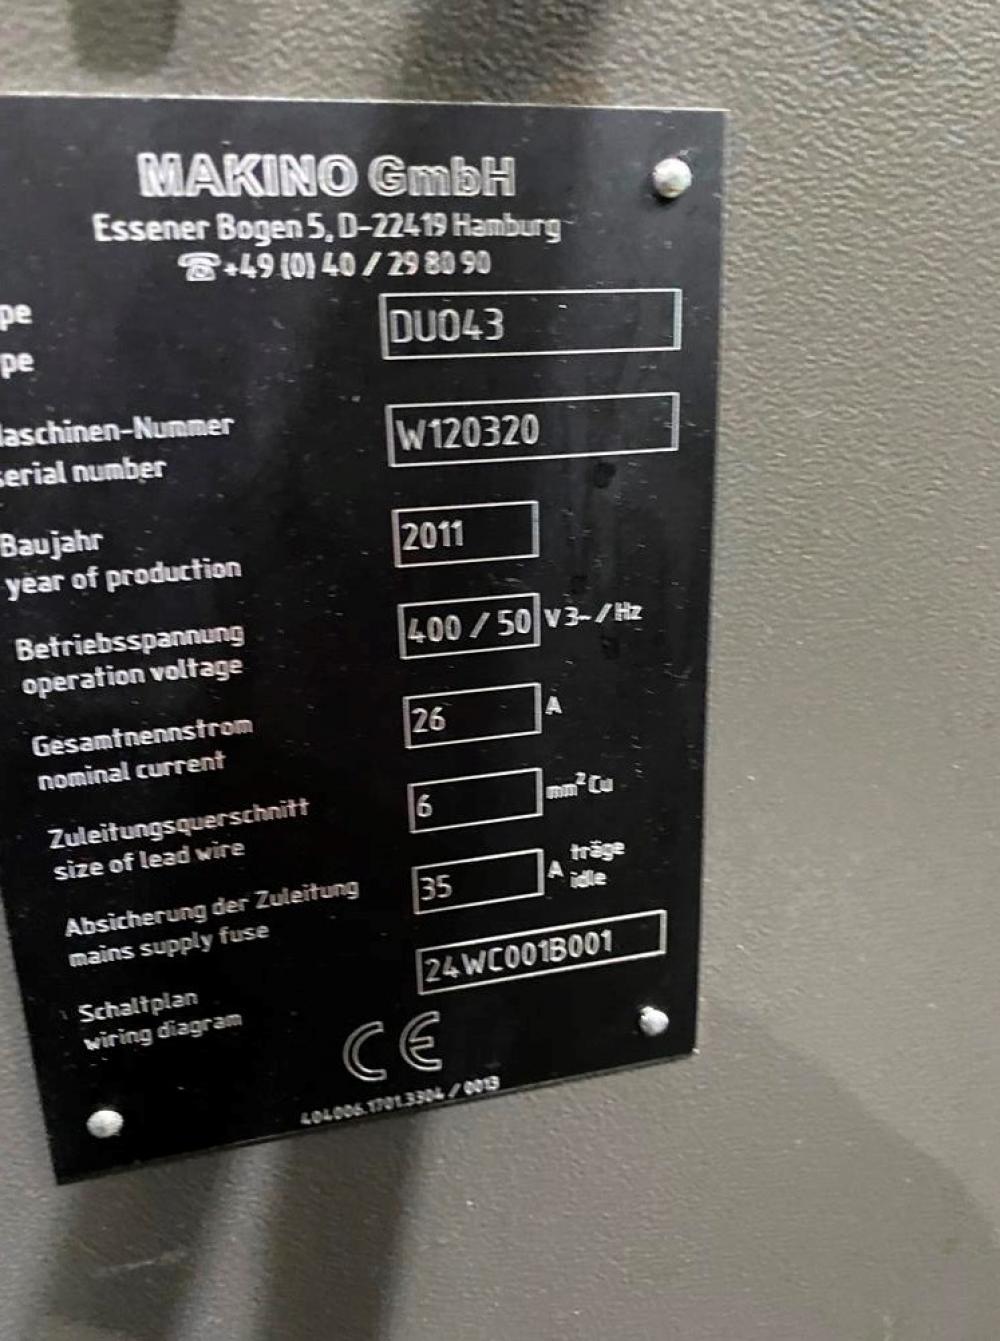 MAKINO GmbH
Essener Bogen 5, D-22419 Hamburg
☎ +49 (0) 40 / 29 80 90
pe
pe DUO43
aschinen-Nummer
serial number W120320
Baujahr
year of production 2011
Betriebsspannung
operation voltage 400 / 50 V 3~ / Hz
Gesamtnennstrom
nominal current 26 A
Zuleitungsquerschnitt
size of lead wire 6 mm² Cu
Absicherung der Zuleitung
mains supply fuse 35 A träge idle
Schaltplan
wiring diagram 24WC001B001
CE
404006.1701.3304 / 0013